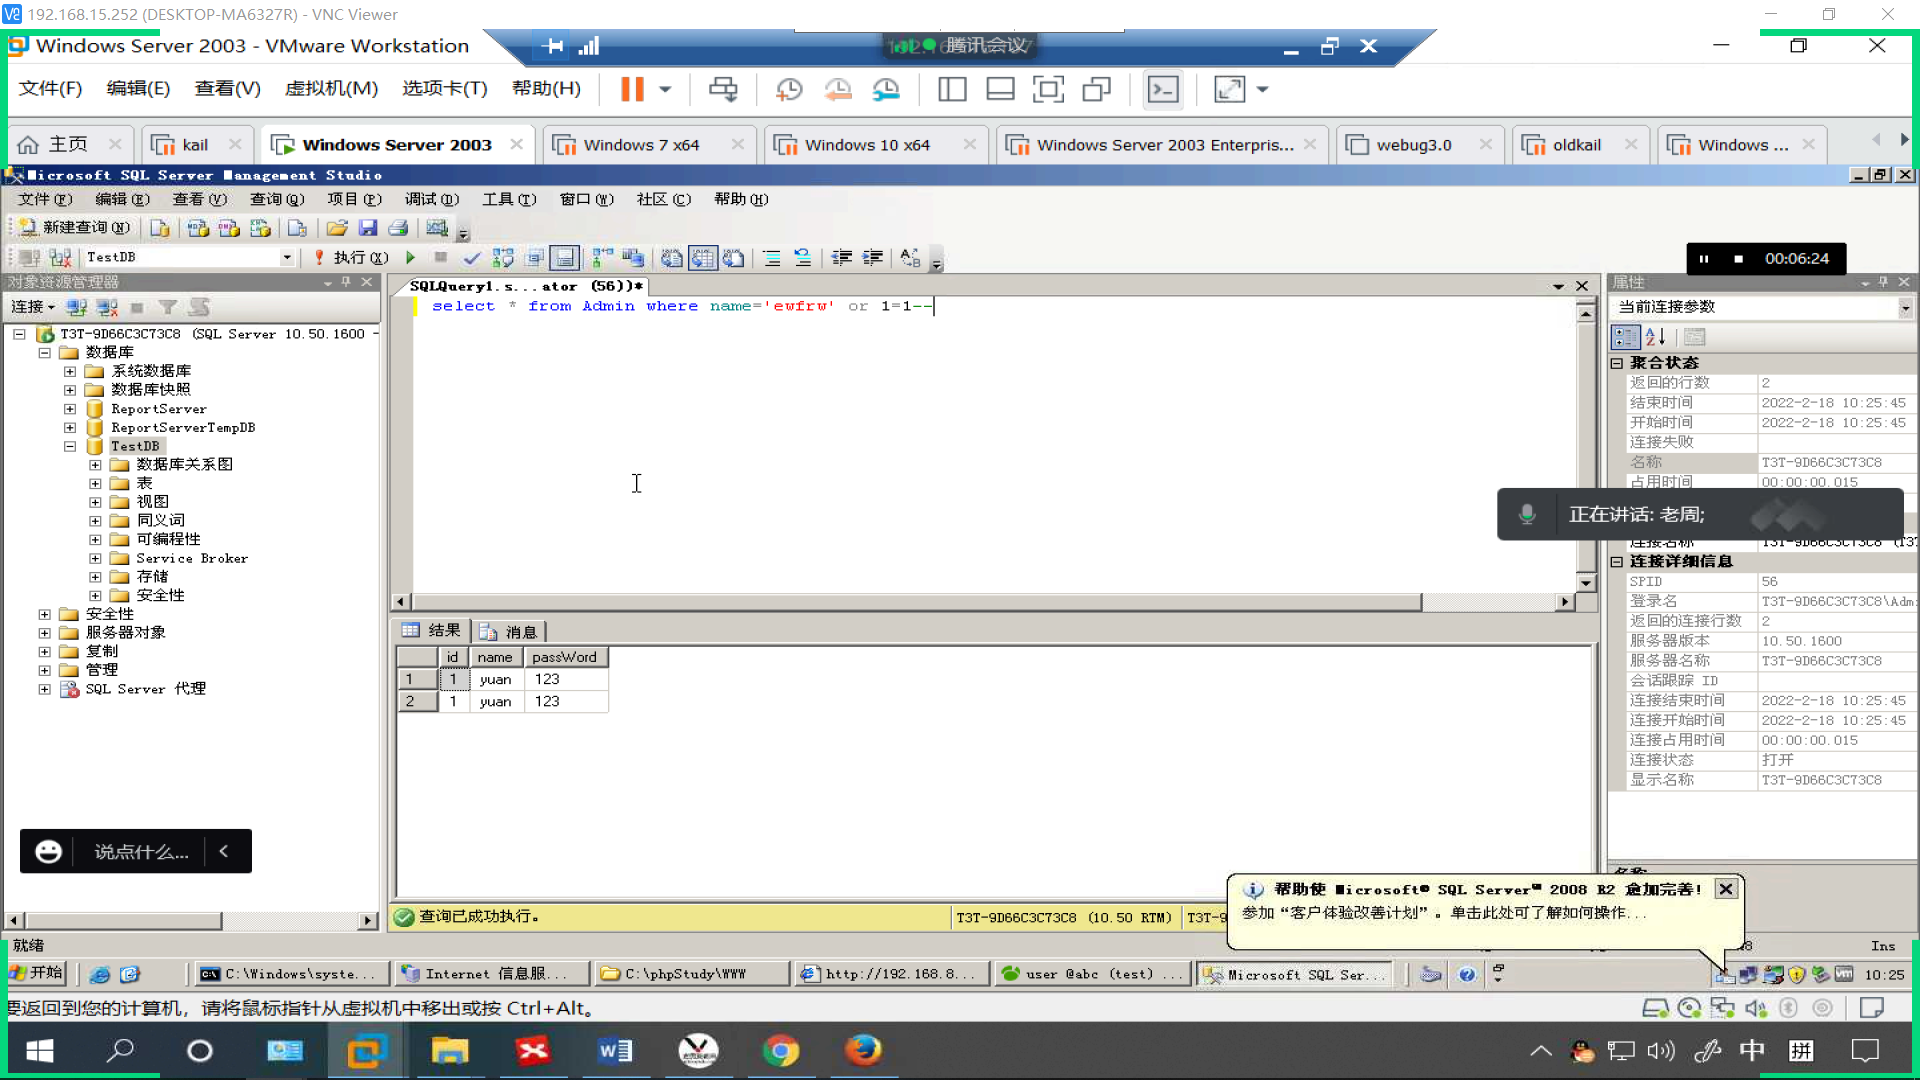 192.168.15.252 (DESKTOP-MA6327R) - VNC Viewer
Windows Server 2003 - VMware Workstation
腾讯会议
文件(F) 编辑(E) 查看(V) 虚拟机(M) 选项卡(T) 帮助(H)
主页 kail Windows Server 2003 Windows 7 x64 Windows 10 x64 Windows Server 2003 Enterpris... webug3.0 oldkail Windows ...
Microsoft SQL Server Management Studio
文件(F) 编辑(E) 查看(V) 查询(Q) 项目(P) 调试(D) 工具(T) 窗口(W) 社区(C) 帮助(H)
新建查询(N)
TestDB 执行(X)
00:06:24
对象资源管理器
连接
T3T-9D66C3C73C8 (SQL Server 10.50.1600 -
数据库
系统数据库
数据库快照
ReportServer
ReportServerTempDB
TestDB
数据库关系图
表
视图
同义词
可编程性
Service Broker
存储
安全性
安全性
服务器对象
复制
管理
SQL Server 代理
SQLQuery1.s...ator (56))*
select * from Admin where name='ewfrw' or 1=1--
结果 消息
id name passWord
1 1 yuan 123
2 1 yuan 123
查询已成功执行。 T3T-9D66C3C73C8 (10.50 RTM) T3T-9
属性
当前连接参数
聚合状态
返回的行数 2
结束时间 2022-2-18 10:25:45
开始时间 2022-2-18 10:25:45
连接失败
名称 T3T-9D66C3C73C8
占用时间 00:00:00.015
正在讲话: 老周;
连接名称 T3T-9D66C3C73C8 (T3T
连接详细信息
SPID 56
登录名 T3T-9D66C3C73C8\Adm
返回的连接行数 2
服务器版本 10.50.1600
服务器名称 T3T-9D66C3C73C8
会话跟踪 ID
连接结束时间 2022-2-18 10:25:45
连接开始时间 2022-2-18 10:25:45
连接占用时间 00:00:00.015
连接状态 打开
显示名称 T3T-9D66C3C73C8
说点什么...
帮助使 Microsoft® SQL Server™ 2008 R2 愈加完善!
参加“客户体验改善计划”。单击此处可了解如何操作...
就绪 Ins
开始 C:\Windows\syste... Internet 信息服... C:\phpStudy\WWW http://192.168.8... user @abc (test) ... Microsoft SQL Ser... 10:25
要返回到您的计算机，请将鼠标指针从虚拟机中移出或按 Ctrl+Alt。
中 拼